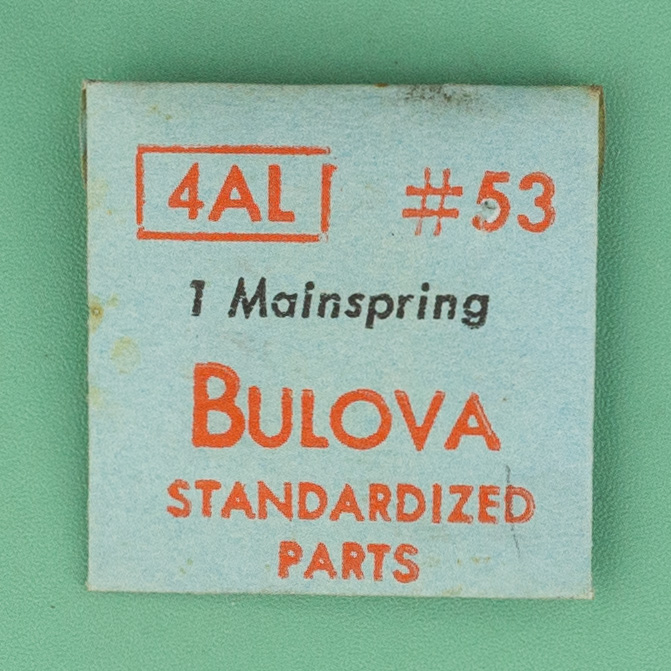 4AL #53
1 Mainspring
BULOVA
STANDARDIZED
PARTS